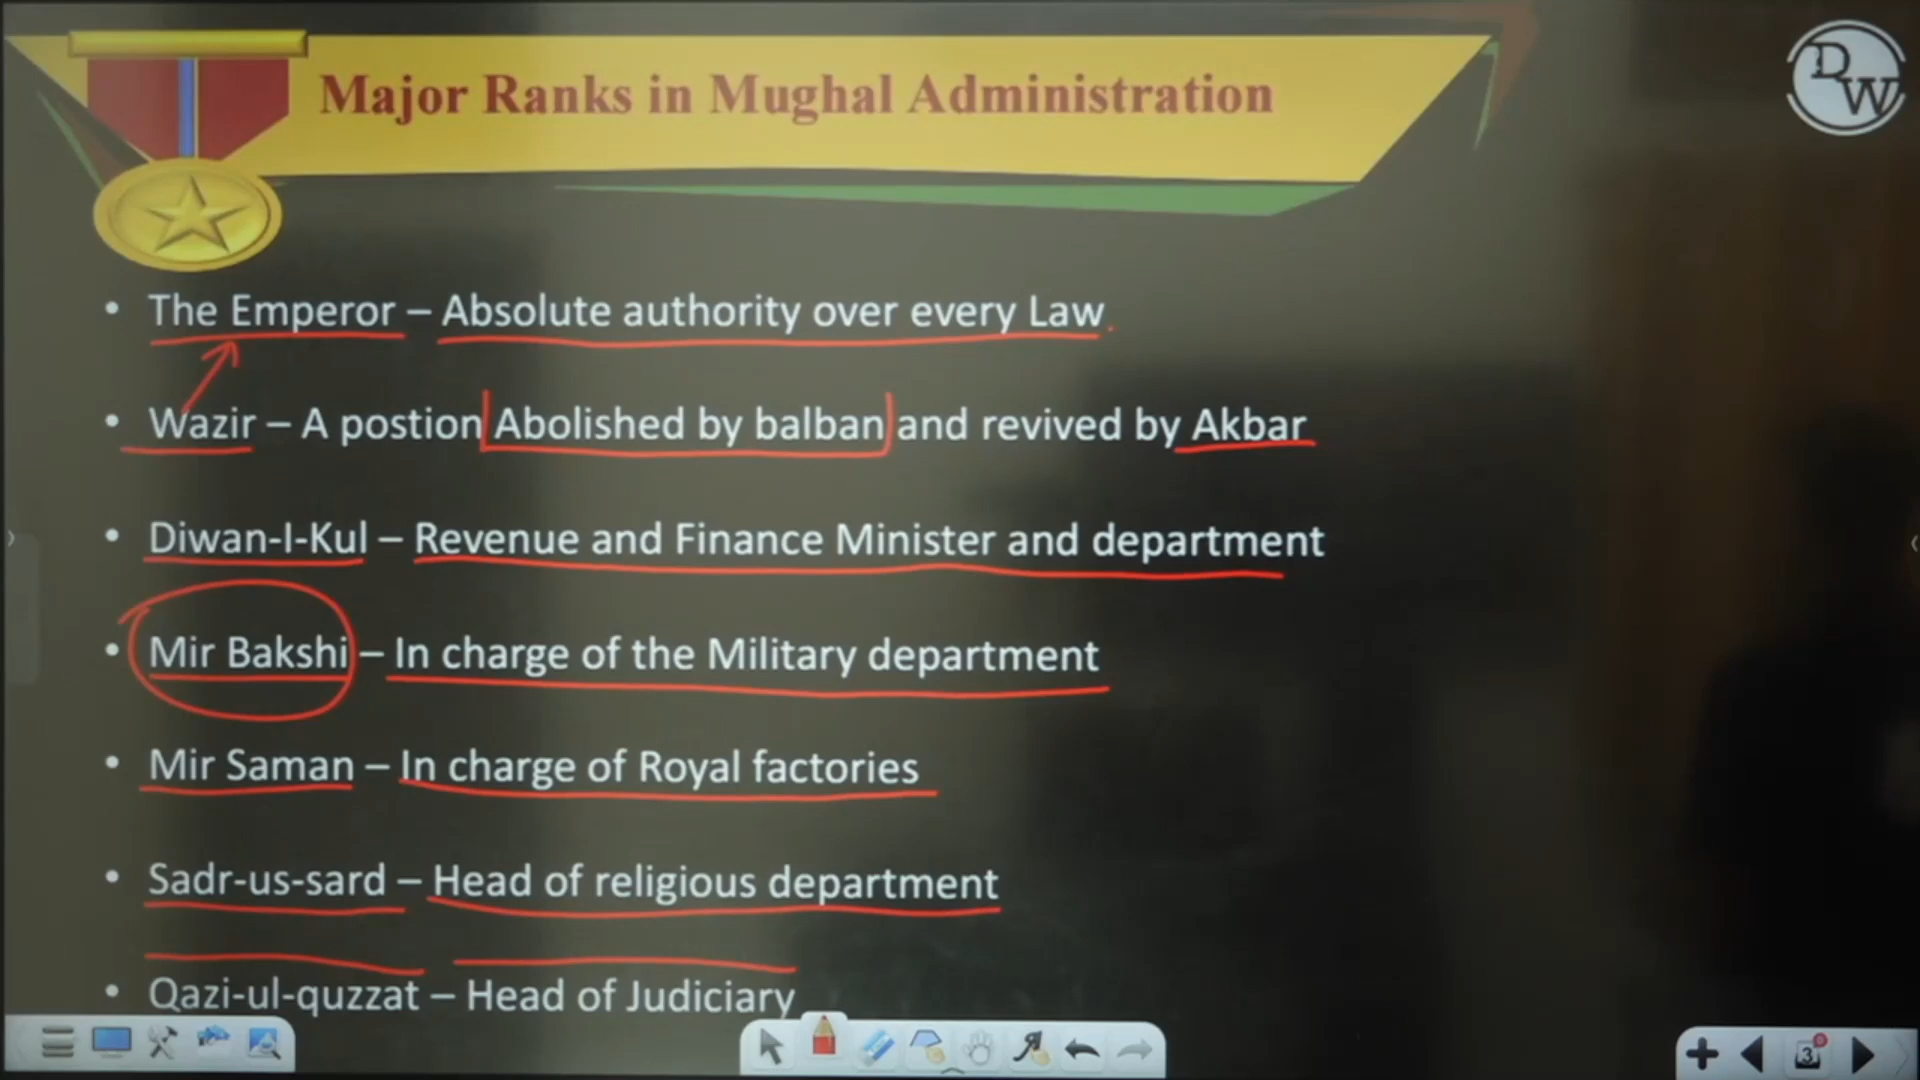 Major Ranks in Mughal Administration
DW
• The Emperor – Absolute authority over every Law.
• Wazir – A postion Abolished by balban and revived by Akbar
• Diwan-I-Kul – Revenue and Finance Minister and department
• Mir Bakshi – In charge of the Military department
• Mir Saman – In charge of Royal factories
• Sadr-us-sard – Head of religious department
• Qazi-ul-quzzat – Head of Judiciary
3